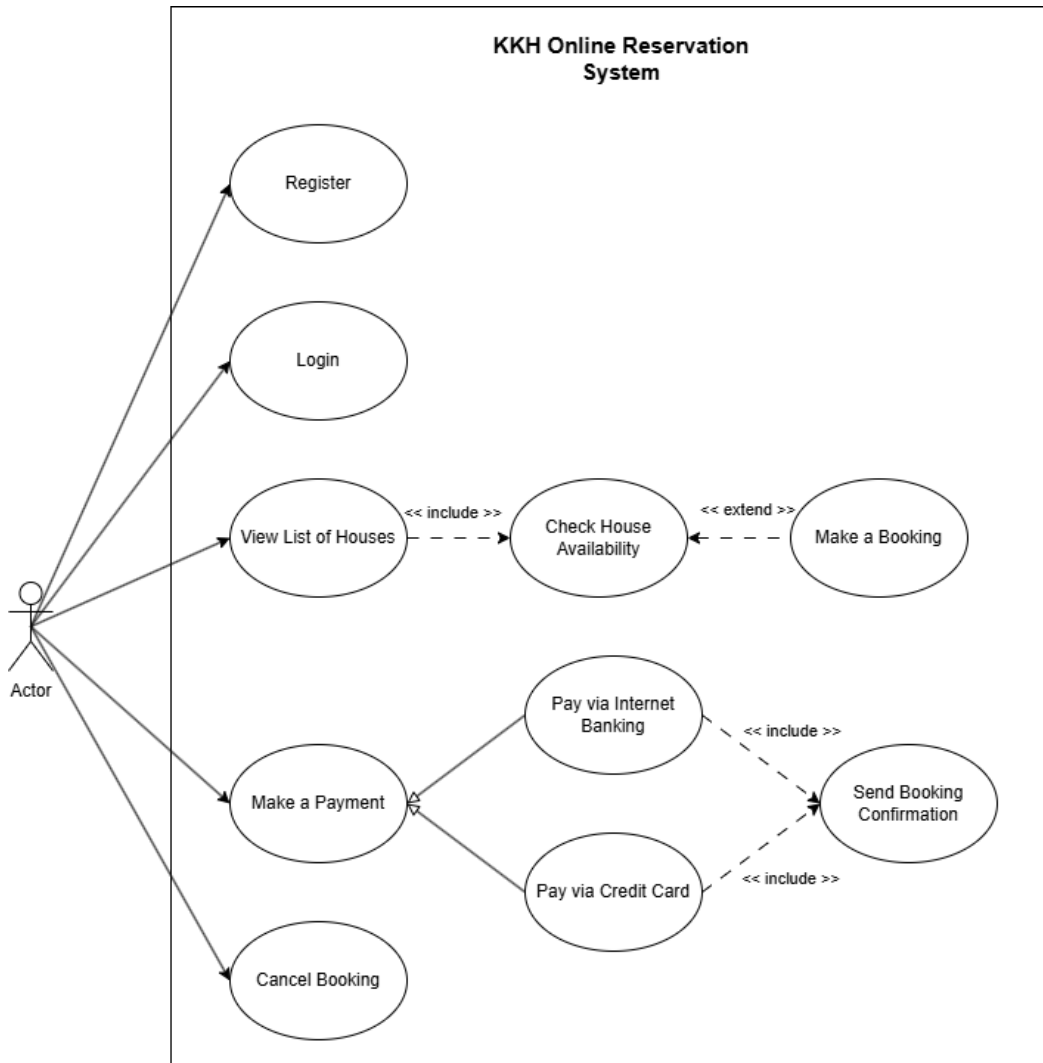 KKH Online Reservation
System
Register
Login
View List of Houses
<< include >>
Check House
Availability
<< extend >>
Make a Booking
Actor
Make a Payment
Pay via Internet
Banking
<< include >>
Send Booking
Confirmation
Pay via Credit Card
<< include >>
Cancel Booking